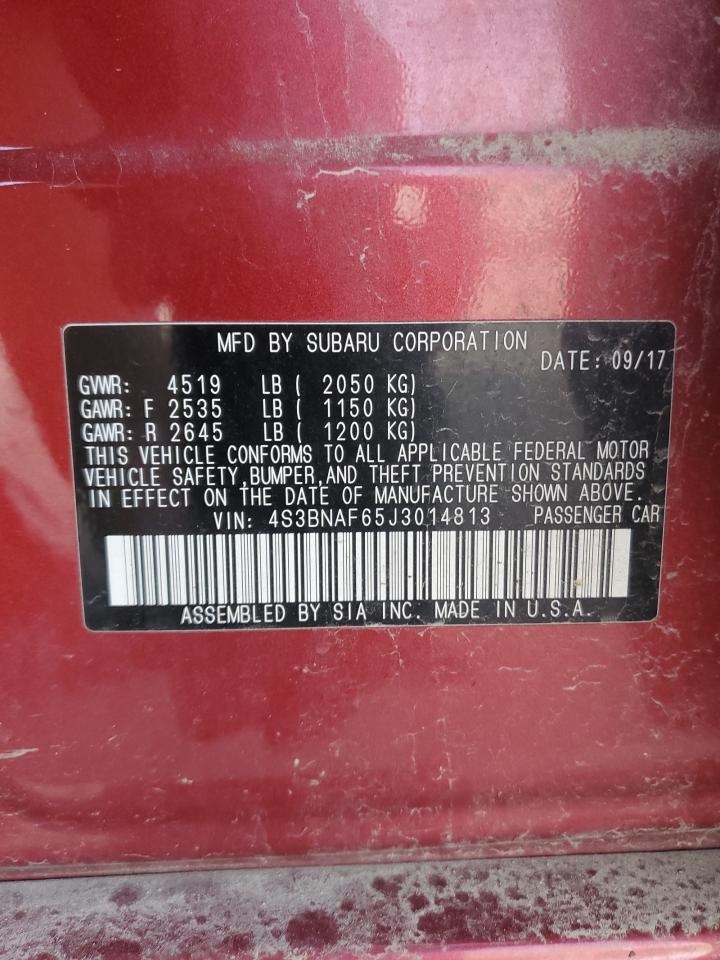 MFD BY SUBARU CORPORATION
DATE: 09/17
GVWR: 4519 LB ( 2050 KG)
GAWR: F 2535 LB ( 1150 KG)
GAWR: R 2645 LB ( 1200 KG)
THIS VEHICLE CONFORMS TO ALL APPLICABLE FEDERAL MOTOR
VEHICLE SAFETY, BUMPER, AND THEFT PREVENTION STANDARDS
IN EFFECT ON THE DATE OF MANUFACTURE SHOWN ABOVE.
VIN: 4S3BNAF65J3014813 PASSENGER CAR
ASSEMBLED BY SIA INC. MADE IN U.S.A.